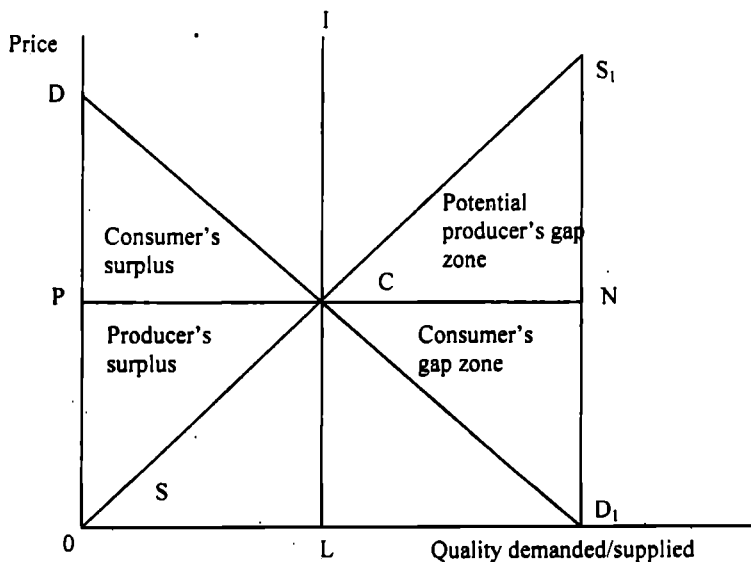 I
Price
S1
D
Potential
producer's gap
zone
Consumer's
surplus
C
P
N
Producer's
surplus
Consumer's
gap zone
S
D1
0
L
Quality demanded/supplied